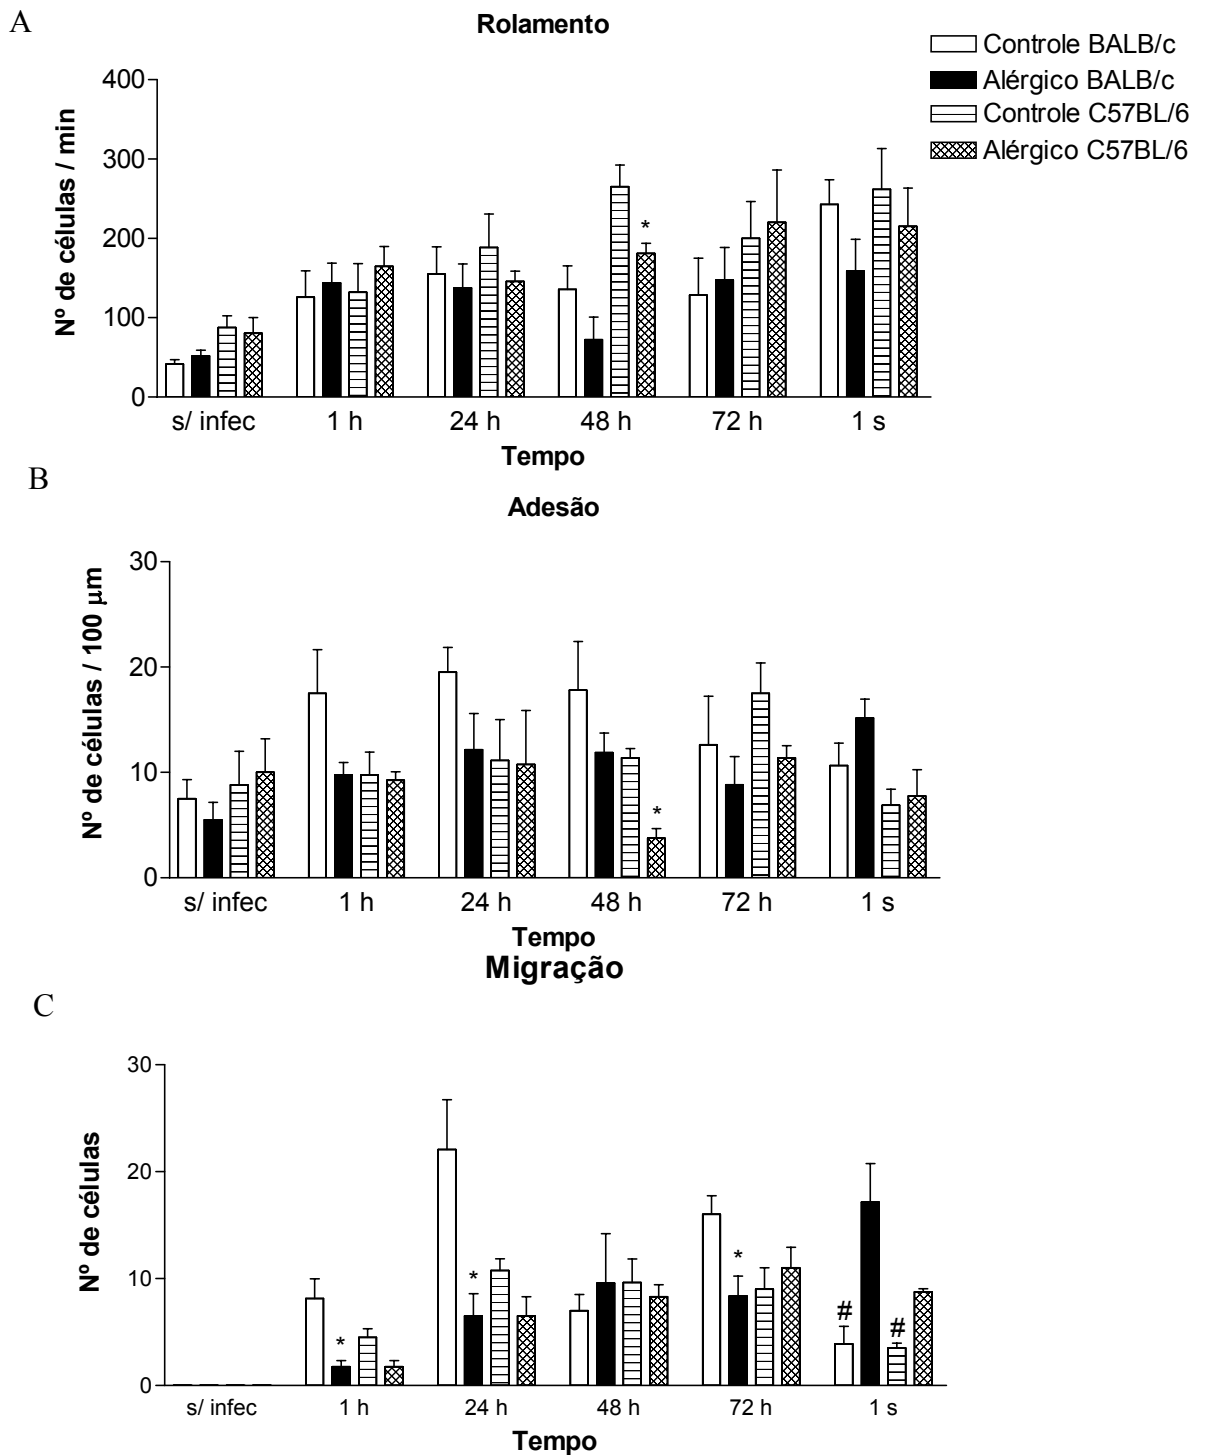 A
Rolamento
Controle BALB/c
Alérgico BALB/c
Controle C57BL/6
Alérgico C57BL/6
Nº de células / min
400
300
200
100
0
*
s/ infec 1 h 24 h 48 h 72 h 1 s
Tempo
B
Adesão
Nº de células / 100 µm
30
20
10
0
*
s/ infec 1 h 24 h 48 h 72 h 1 s
Tempo
Migração
C
Nº de células
30
20
10
0
* * * # #
s/ infec 1 h 24 h 48 h 72 h 1 s
Tempo